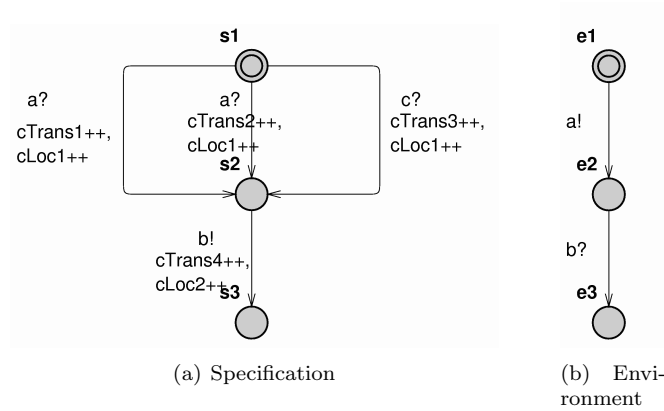 s1
a?
cTrans1++,
cLoc1++
a?
cTrans2++,
cLoc1++
c?
cTrans3++,
cLoc1++
s2
b!
cTrans4++,
cLoc2++
s3
(a) Specification
e1
a!
e2
b?
e3
(b) Envi-
ronment